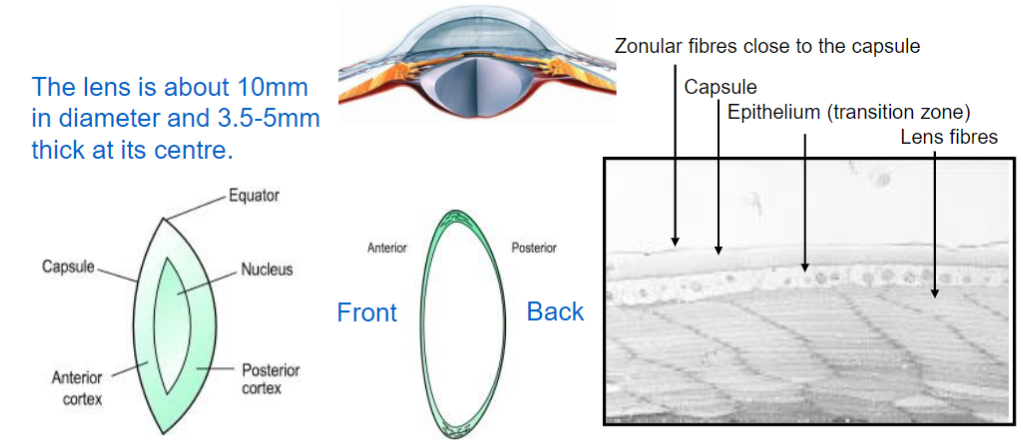 The lens is about 10mm
in diameter and 3.5-5mm
thick at its centre.
Zonular fibres close to the capsule
Capsule
Epithelium (transition zone)
Lens fibres
Equator
Capsule
Nucleus
Anterior
cortex
Posterior
cortex
Anterior
Posterior
Front
Back